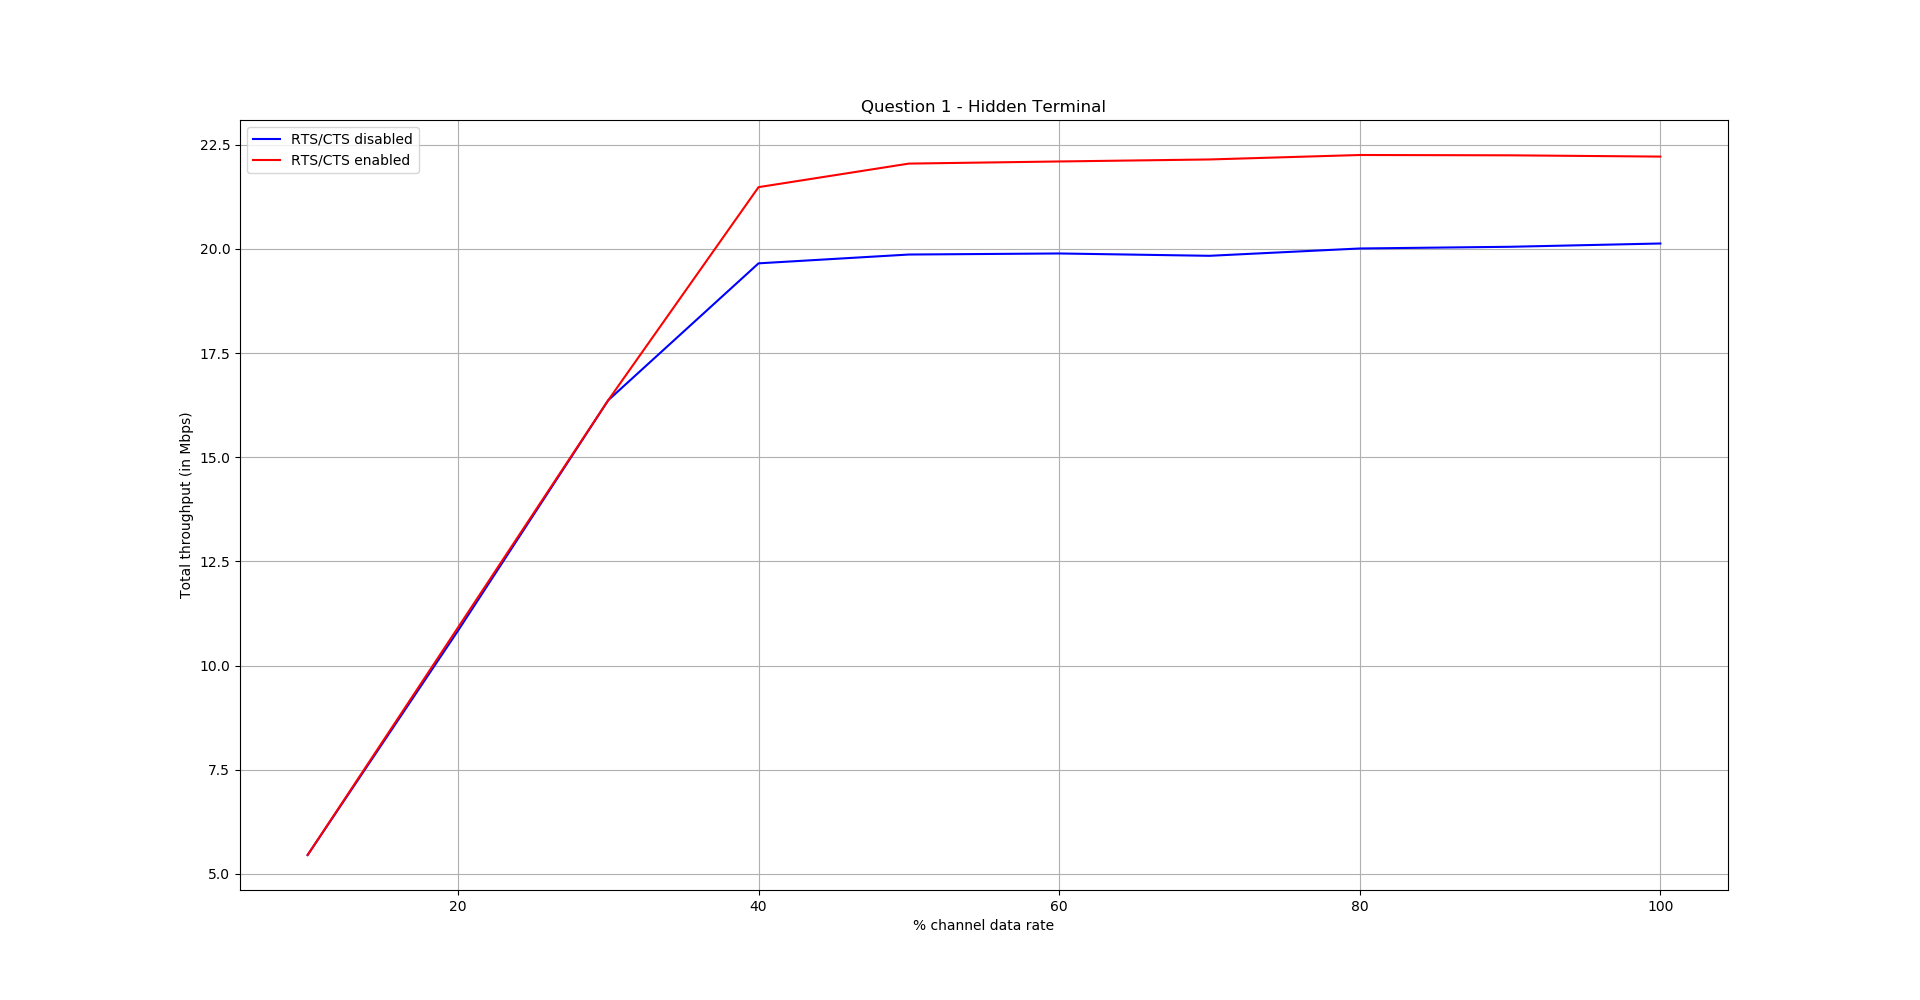 Question 1 - Hidden Terminal
RTS/CTS disabled
RTS/CTS enabled
22.5
20.0
17.5
15.0
12.5
10.0
7.5
5.0
Total throughput (in Mbps)
20 40 60 80 100
% channel data rate